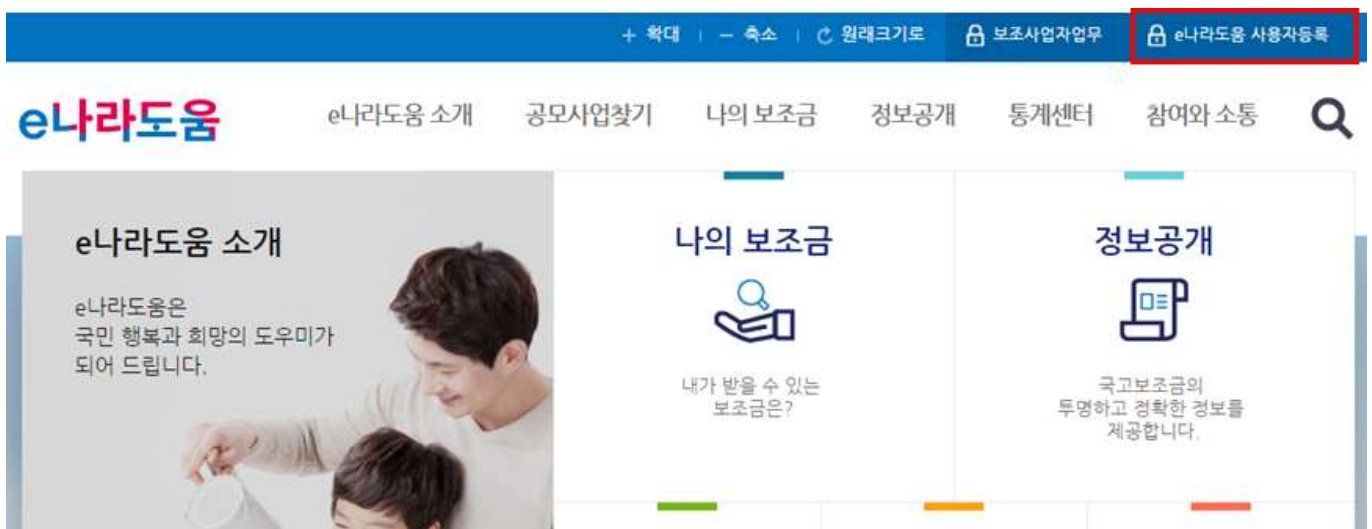 + 확대 | - 축소 | 원래크기로 보조사업자업무 e나라도움 사용자등록
e나라도움 e나라도움 소개 공모사업찾기 나의 보조금 정보공개 통계센터 참여와 소통
e나라도움 소개
e나라도움은
국민 행복과 희망의 도우미가
되어 드립니다.
나의 보조금
내가 받을 수 있는
보조금은?
정보공개
국고보조금의
투명하고 정확한 정보를
제공합니다.